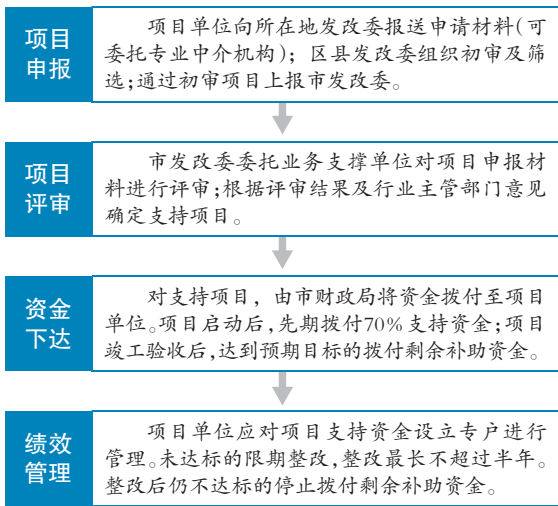 项目
申报
项目单位向所在地发改委报送申请材料(可
委托专业中介机构)；区县发改委组织初审及筛
选;通过初审项目上报市发改委。
项目
评审
市发改委委托业务支撑单位对项目申报材
料进行评审;根据评审结果及行业主管部门意见
确定支持项目。
资金
下达
对支持项目，由市财政局将资金拨付至项目
单位。项目启动后,先期拨付70%支持资金;项目
竣工验收后,达到预期目标的拨付剩余补助资金。
绩效
管理
项目单位应对项目支持资金设立专户进行
管理。未达标的限期整改,整改最长不超过半年。
整改后仍不达标的停止拨付剩余补助资金。